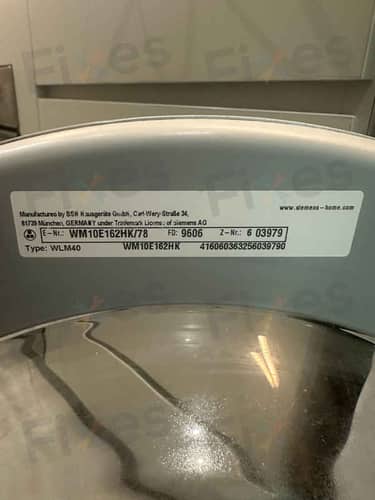 Fixes
Manufactured by BSH Hausgeräte GmbH, Carl-Wery-Straße 34,
81739 München, GERMANY under Trademark License of Siemens AG
www.siemens-home.com
E-Nr.: WM10E162HK/78 FD: 9606 Z-Nr.: 6 03979
Type: WLM40 WM10E162HK 416060363256039790